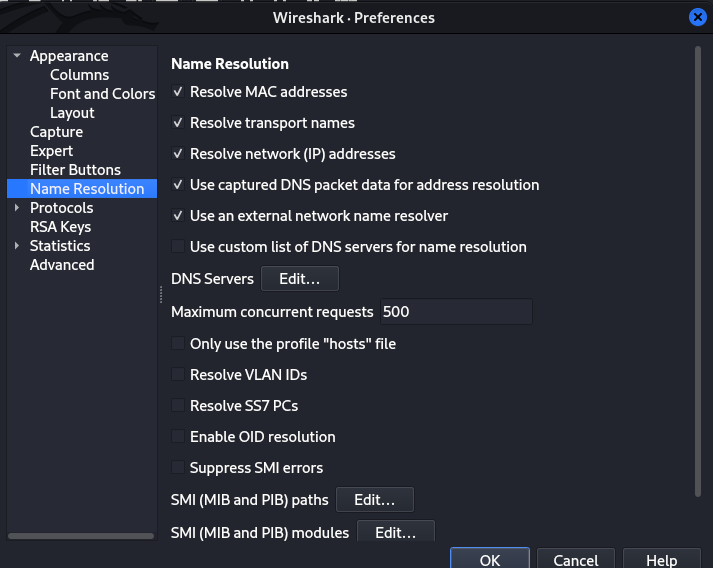 Wireshark · Preferences
Appearance
Columns
Font and Colors
Layout
Capture
Expert
Filter Buttons
Name Resolution
Protocols
RSA Keys
Statistics
Advanced
Name Resolution
Resolve MAC addresses
Resolve transport names
Resolve network (IP) addresses
Use captured DNS packet data for address resolution
Use an external network name resolver
Use custom list of DNS servers for name resolution
DNS Servers Edit...
Maximum concurrent requests 500
Only use the profile "hosts" file
Resolve VLAN IDs
Resolve SS7 PCs
Enable OID resolution
Suppress SMI errors
SMI (MIB and PIB) paths Edit...
SMI (MIB and PIB) modules Edit...
OK Cancel Help